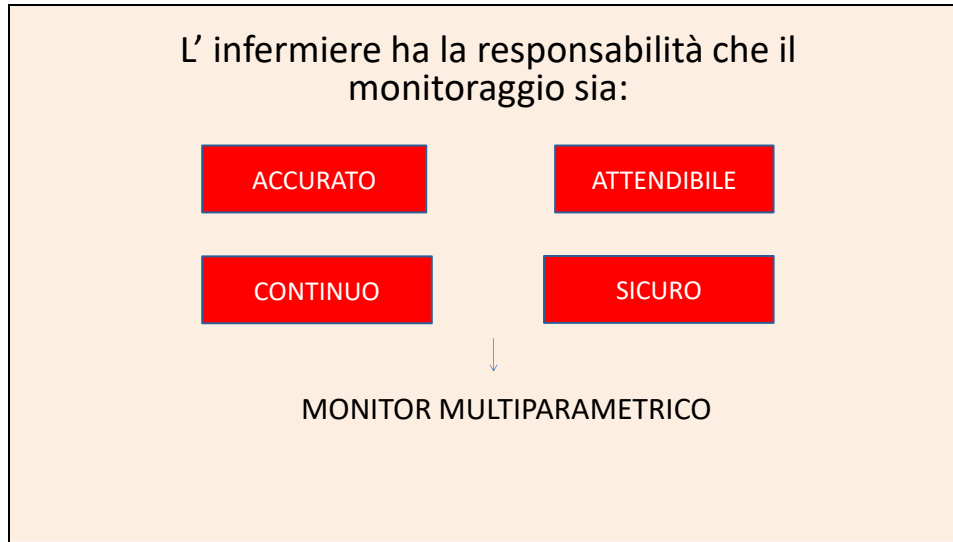 L’ infermiere ha la responsabilità che il
monitoraggio sia:
ACCURATO
ATTENDIBILE
CONTINUO
SICURO
MONITOR MULTIPARAMETRICO